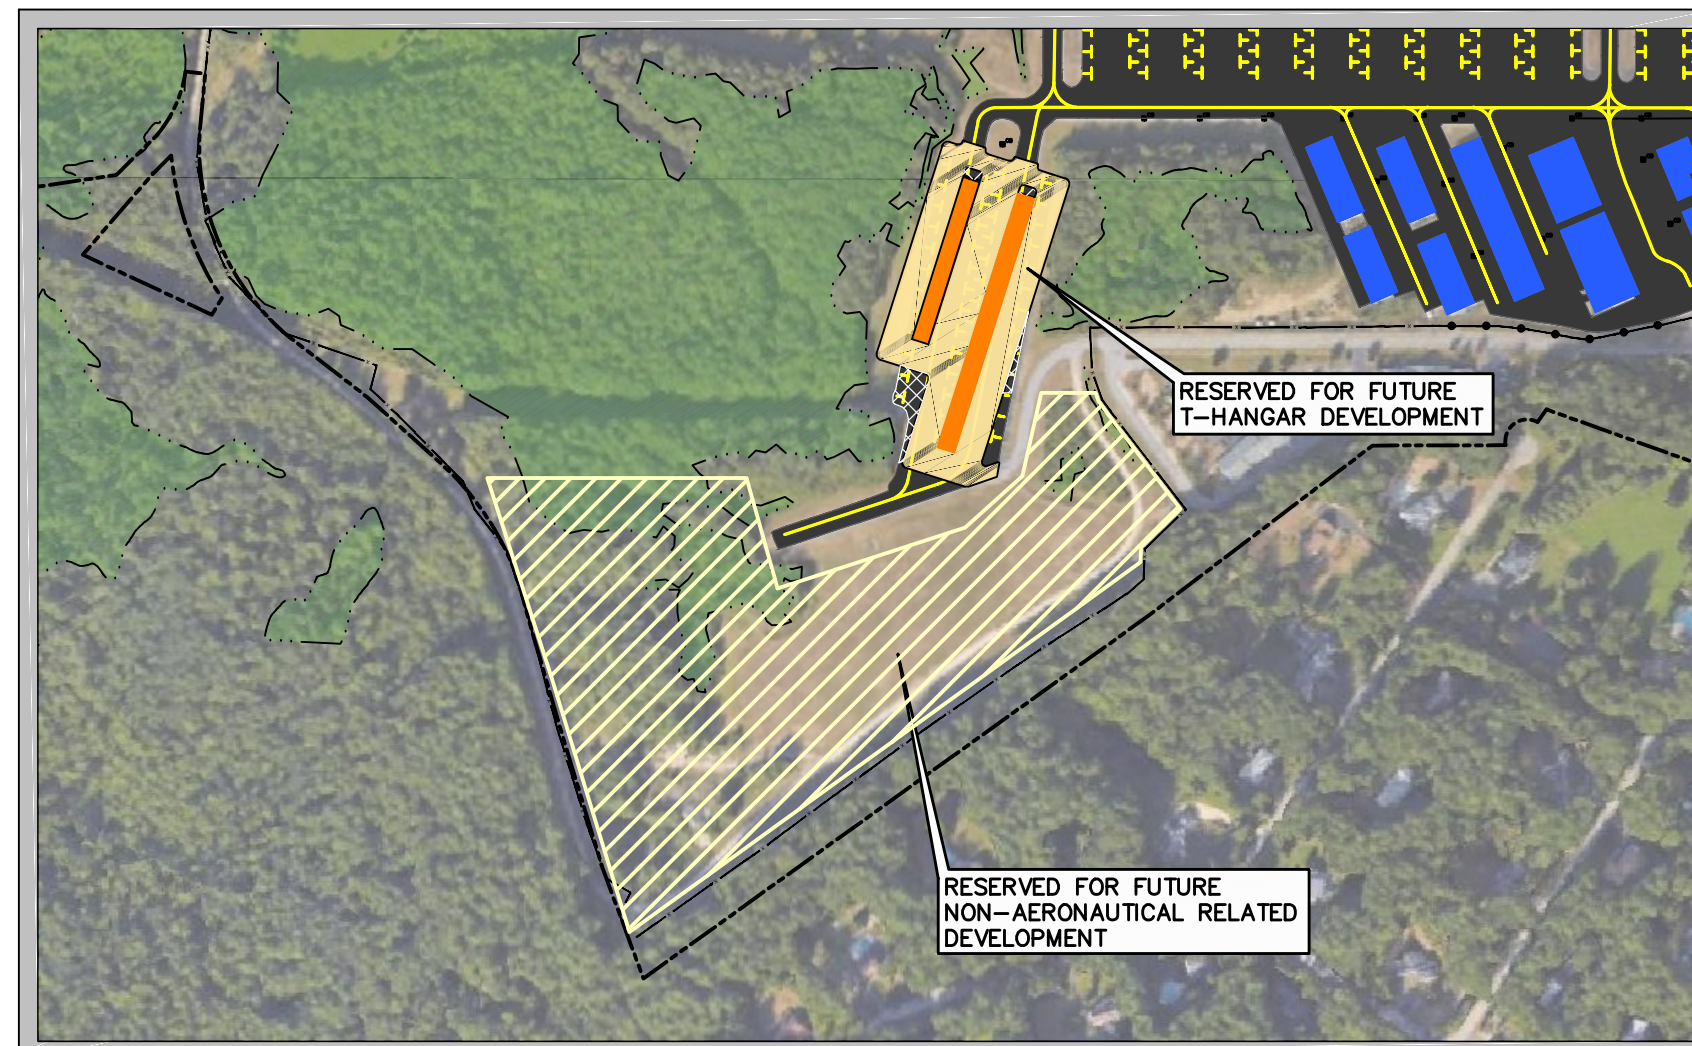 RESERVED FOR FUTURE
T-HANGAR DEVELOPMENT
RESERVED FOR FUTURE
NON-AERONAUTICAL RELATED
DEVELOPMENT